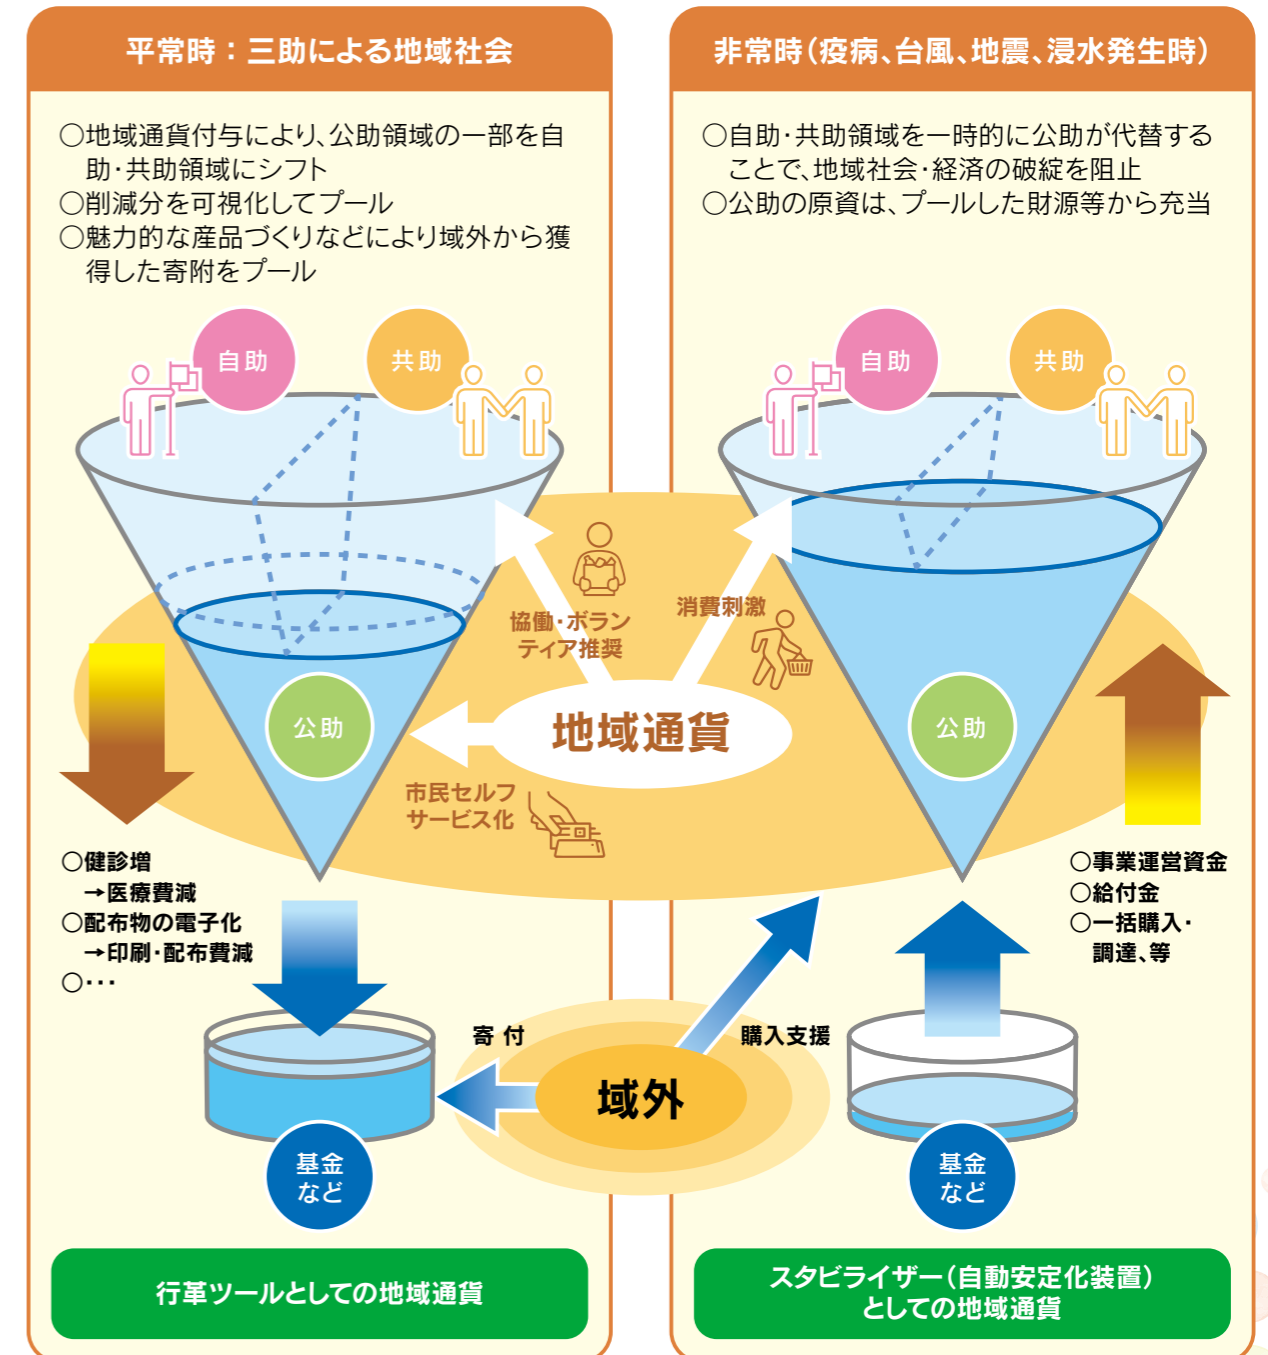 平常時：三助による地域社会
○地域通貨付与により、公助領域の一部を自
助・共助領域にシフト
○削減分を可視化してプール
○魅力的な産品づくりなどにより域外から獲
得した寄附をプール
自助
共助
公助
○健診増
→医療費減
○配布物の電子化
→印刷・配布費減
○･･･
基金
など
行革ツールとしての地域通貨
協働・ボラン
ティア推奨
消費刺激
地域通貨
市民セルフ
サービス化
寄 付
購入支援
域外
非常時（疫病、台風、地震、浸水発生時）
○自助・共助領域を一時的に公助が代替する
ことで、地域社会・経済の破綻を阻止
○公助の原資は、プールした財源等から充当
自助
共助
公助
○事業運営資金
○給付金
○一括購入・
調達、等
基金
など
スタビライザー（自動安定化装置）
としての地域通貨